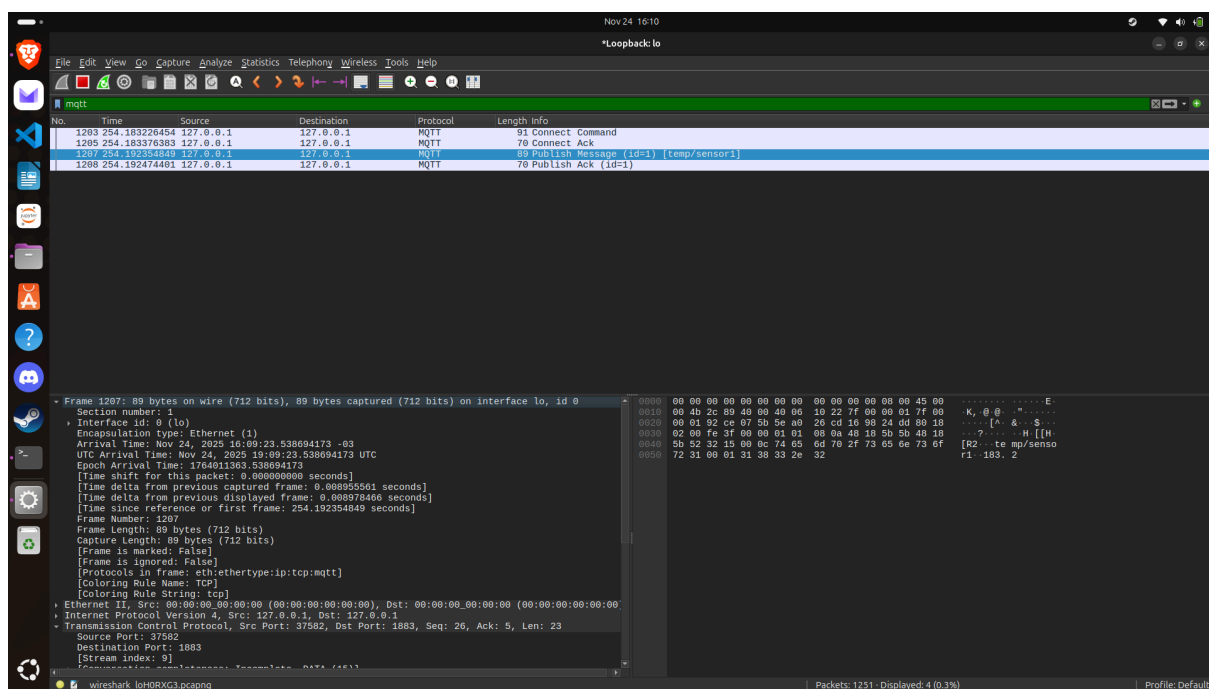 Nov 24 16:10
*Loopback: lo
File Edit View Go Capture Analyze Statistics Telephony Wireless Tools Help
mqtt
No. Time Source Destination Protocol Length Info
1203 254.183226454 127.0.0.1 127.0.0.1 MQTT 91 Connect Command
1205 254.183376383 127.0.0.1 127.0.0.1 MQTT 70 Connect Ack
1207 254.192354849 127.0.0.1 127.0.0.1 MQTT 89 Publish Message (id=1) [temp/sensor1]
1208 254.192474401 127.0.0.1 127.0.0.1 MQTT 70 Publish Ack (id=1)
jupyter
Frame 1207: 89 bytes on wire (712 bits), 89 bytes captured (712 bits) on interface lo, id 0
Section number: 1
Interface id: 0 (lo)
Encapsulation type: Ethernet (1)
Arrival Time: Nov 24, 2025 16:09:23.538694173 -03
UTC Arrival Time: Nov 24, 2025 19:09:23.538694173 UTC
Epoch Arrival Time: 1764011363.538694173
[Time shift for this packet: 0.000000000 seconds]
[Time delta from previous captured frame: 0.008955561 seconds]
[Time delta from previous displayed frame: 0.008978466 seconds]
[Time since reference or first frame: 254.192354849 seconds]
Frame Number: 1207
Frame Length: 89 bytes (712 bits)
Capture Length: 89 bytes (712 bits)
[Frame is marked: False]
[Frame is ignored: False]
[Protocols in frame: eth:ethertype:ip:tcp:mqtt]
[Coloring Rule Name: TCP]
[Coloring Rule String: tcp]
Ethernet II, Src: 00:00:00_00:00:00 (00:00:00:00:00:00), Dst: 00:00:00_00:00:00 (00:00:00:00:00:00)
Internet Protocol Version 4, Src: 127.0.0.1, Dst: 127.0.0.1
Transmission Control Protocol, Src Port: 37582, Dst Port: 1883, Seq: 26, Ack: 5, Len: 23
Source Port: 37582
Destination Port: 1883
[Stream index: 9]
[Conversation completeness: Incomplete, DATA (15)]
0000 00 00 00 00 00 00 00 00 00 00 00 00 08 00 45 00 ········ ······E·
0010 00 4b 2c 89 40 00 40 06 10 22 7f 00 00 01 7f 00 ·K,·@·@· ·"······
0020 00 01 92 ce 07 5b 5e a0 26 cd 16 98 24 dd 80 18 ·····[^· &···$···
0030 02 00 fe 3f 00 00 01 01 08 0a 48 18 5b 5b 48 18 ···?···· ··H·[[H·
0040 5b 52 32 15 00 0c 74 65 6d 70 2f 73 65 6e 73 6f [R2···te mp/senso
0050 72 31 00 01 31 38 33 2e 32 r1··183. 2
wireshark_loH0RXG3.pcapng Packets: 1251 · Displayed: 4 (0.3%) Profile: Default